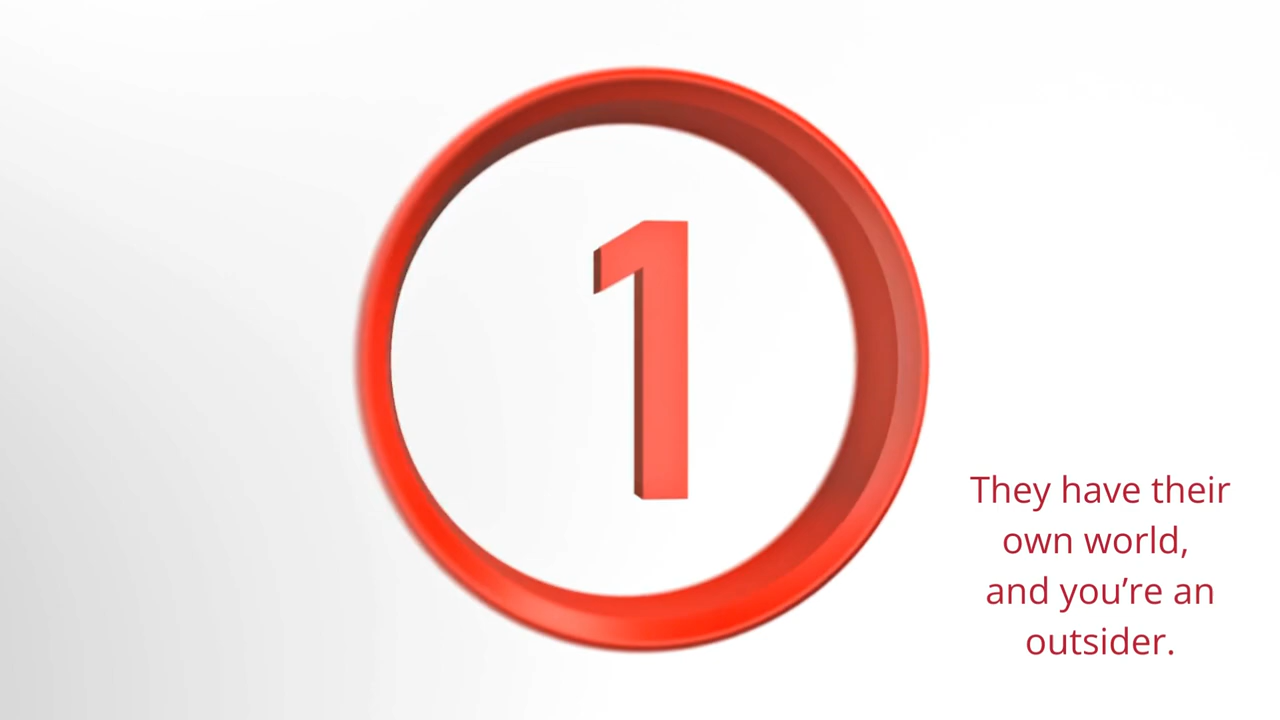 1
They have their
own world,
and you’re an
outsider.